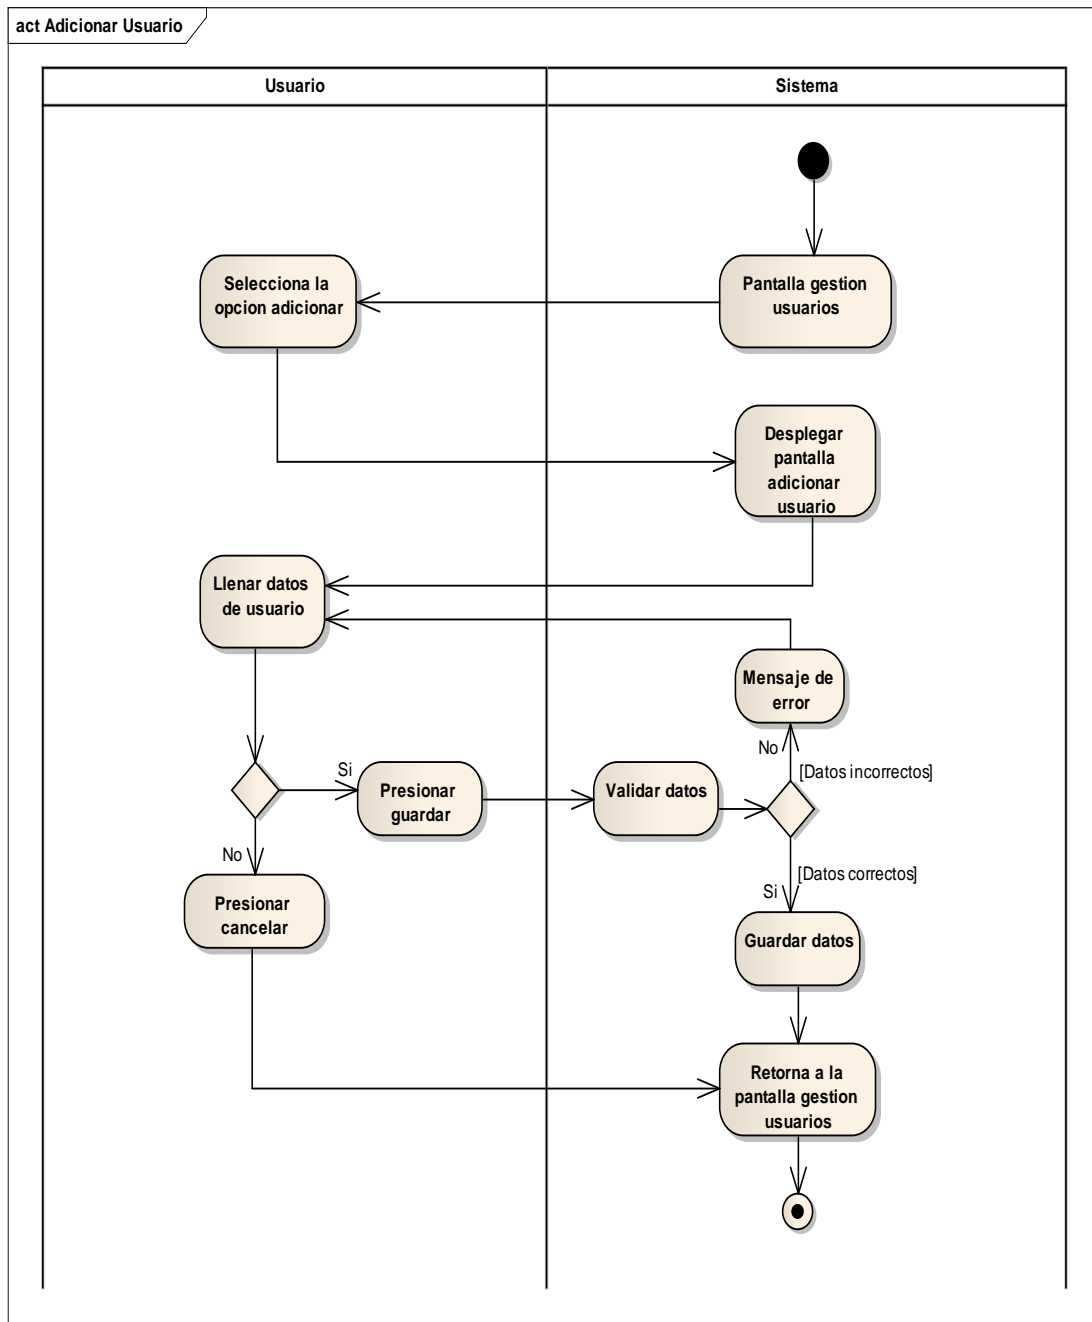 act Adicionar Usuario
Usuario
Sistema
Selecciona la
opcion adicionar
Pantalla gestion
usuarios
Desplegar
pantalla
adicionar
usuario
Llenar datos
de usuario
Mensaje de
error
No
[Datos incorrectos]
Si
Presionar
guardar
Validar datos
No
[Datos correctos]
Si
Presionar
cancelar
Guardar datos
Retorna a la
pantalla gestion
usuarios